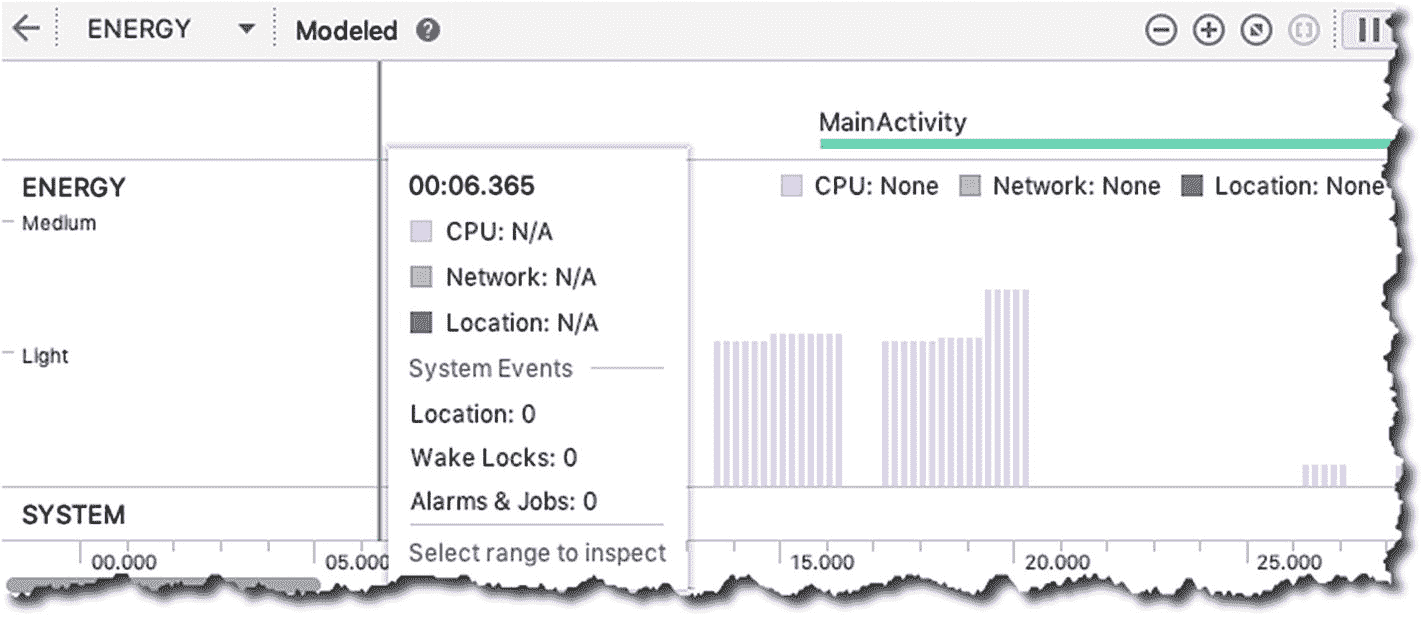 ENERGY Modeled ?
MainActivity
ENERGY
CPU: None Network: None Location: None
Medium
Light
00:06.365
CPU: N/A
Network: N/A
Location: N/A
System Events
Location: 0
Wake Locks: 0
Alarms & Jobs: 0
Select range to inspect
SYSTEM
00.000 05.000 15.000 20.000 25.000